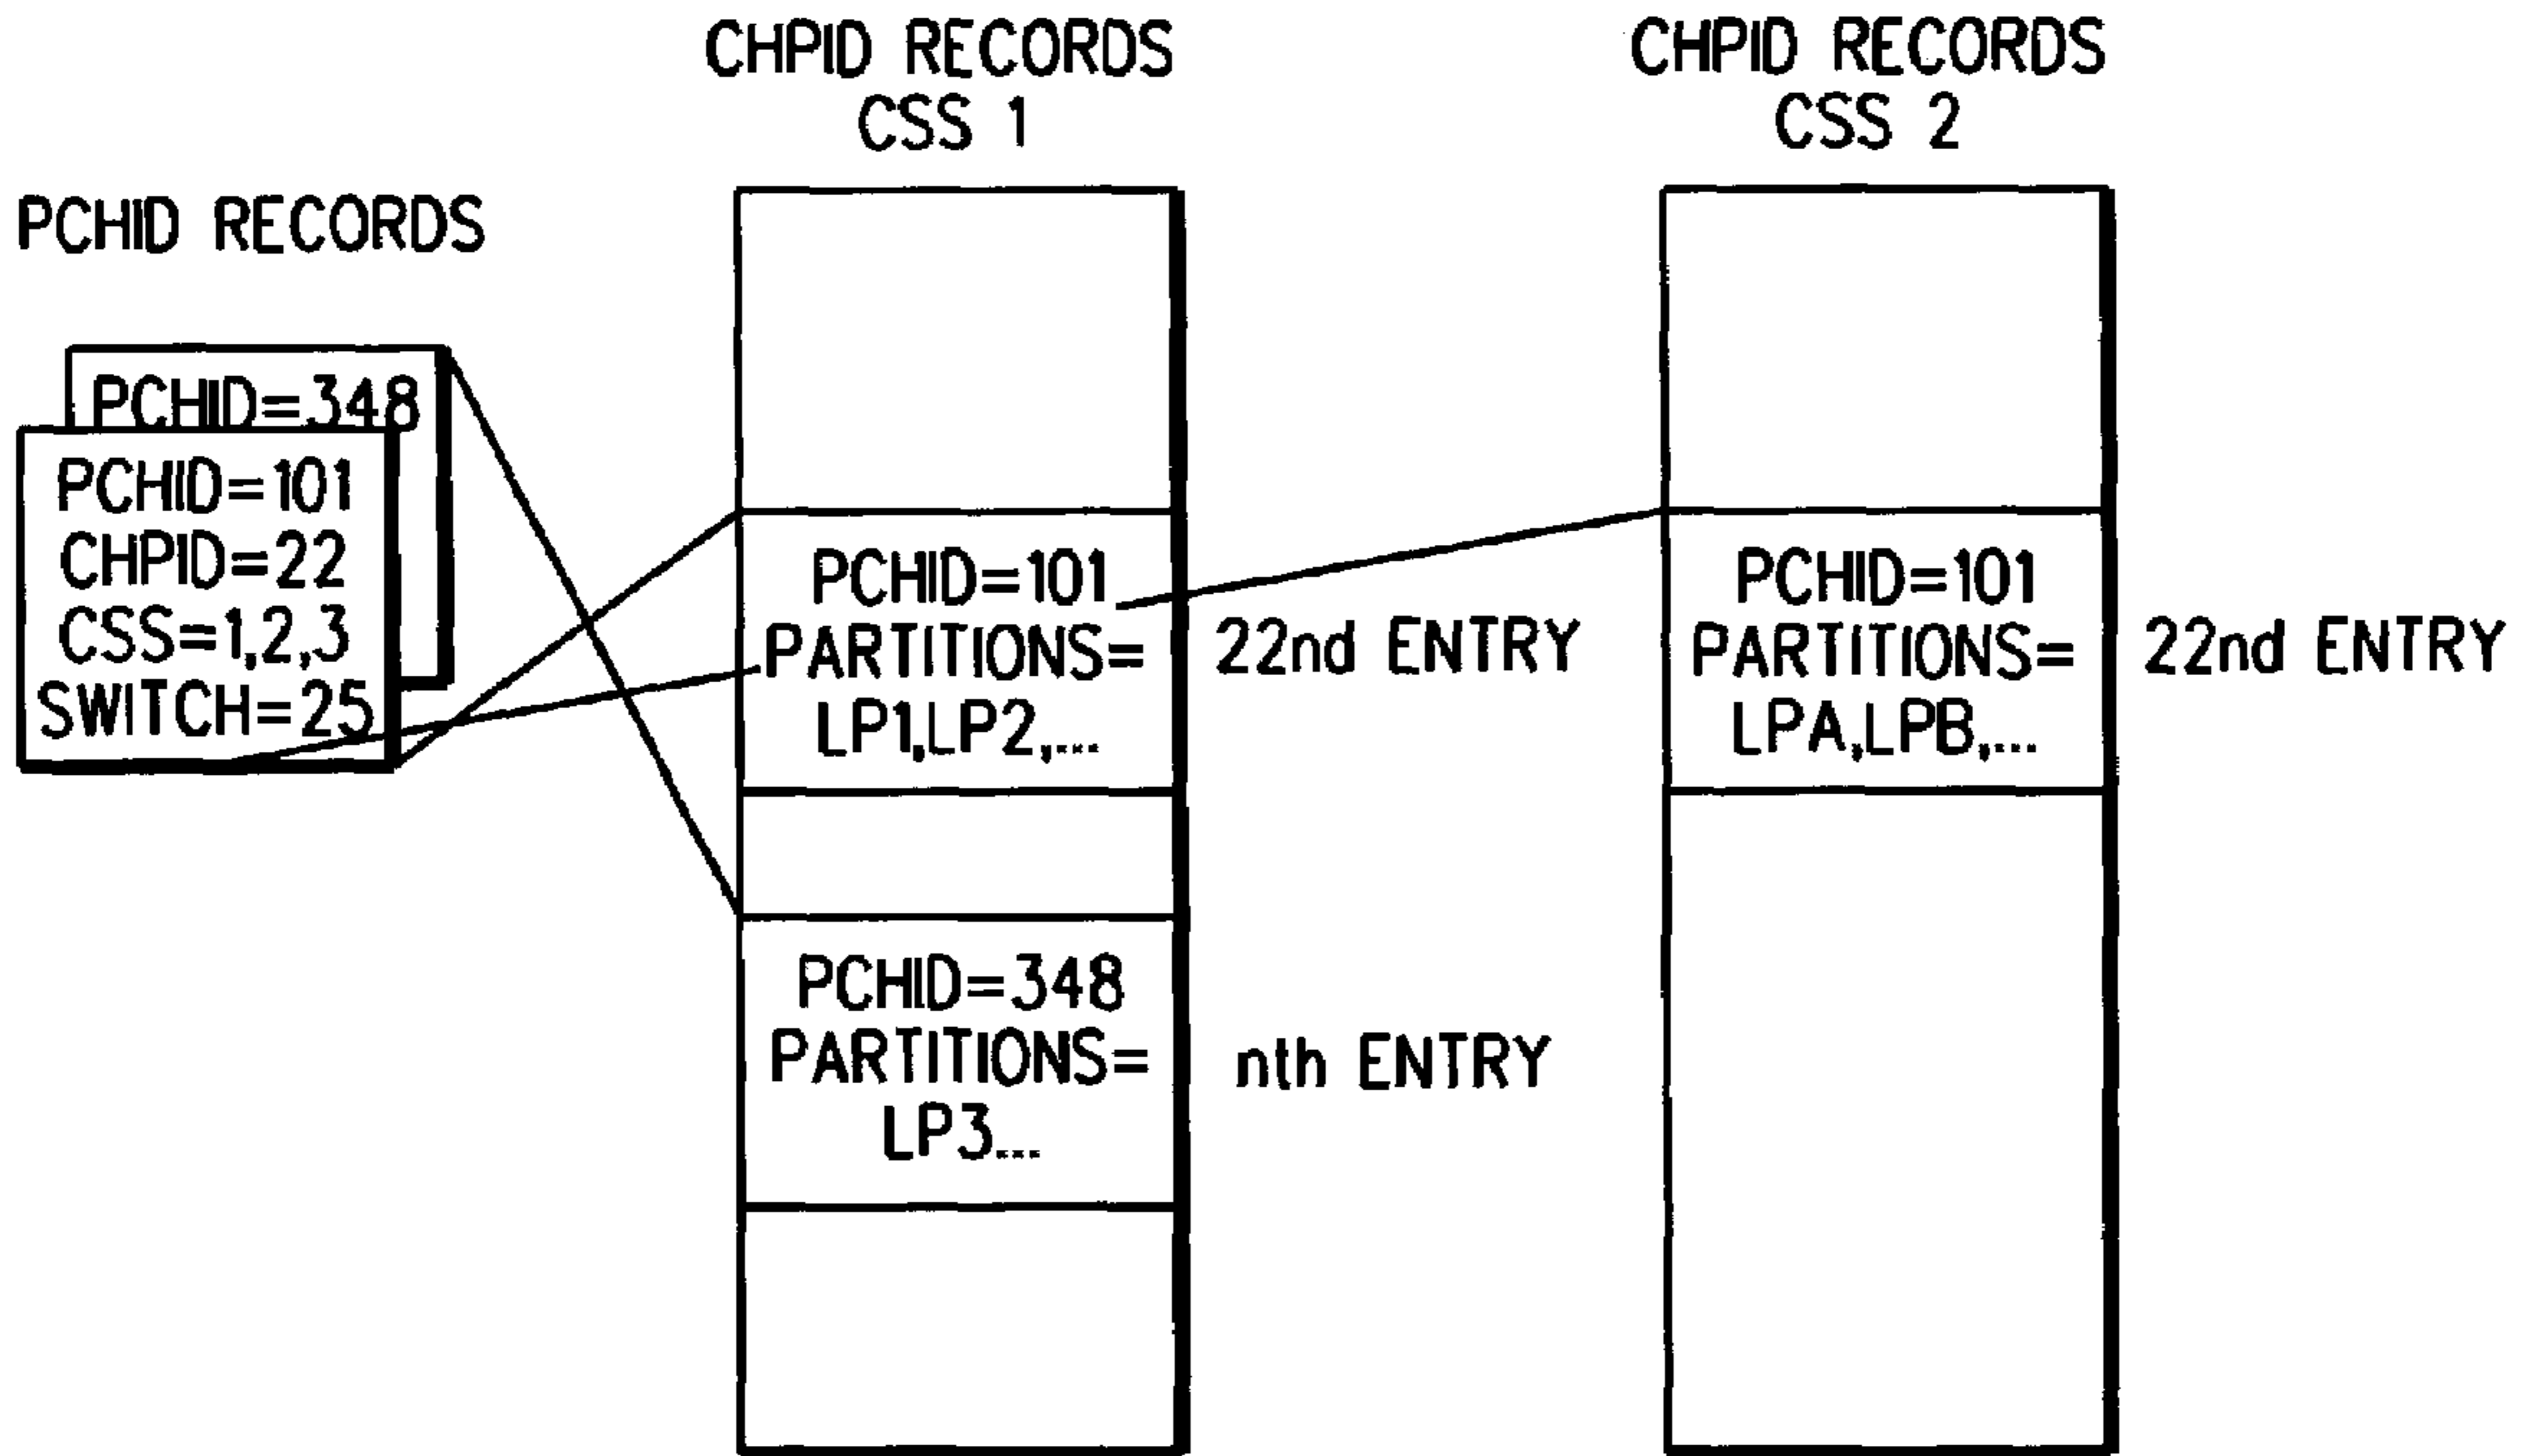 CHPID RECORDS
CSS 1
CHPID RECORDS
CSS 2
PCHID RECORDS
PCHID=348
PCHID=101
CHPID=22
CSS=1,2,3
SWITCH=25
PCHID=101
PARTITIONS=
LP1,LP2,...
22nd ENTRY
PCHID=348
PARTITIONS=
LP3...
nth ENTRY
PCHID=101
PARTITIONS=
LPA,LPB,...
22nd ENTRY